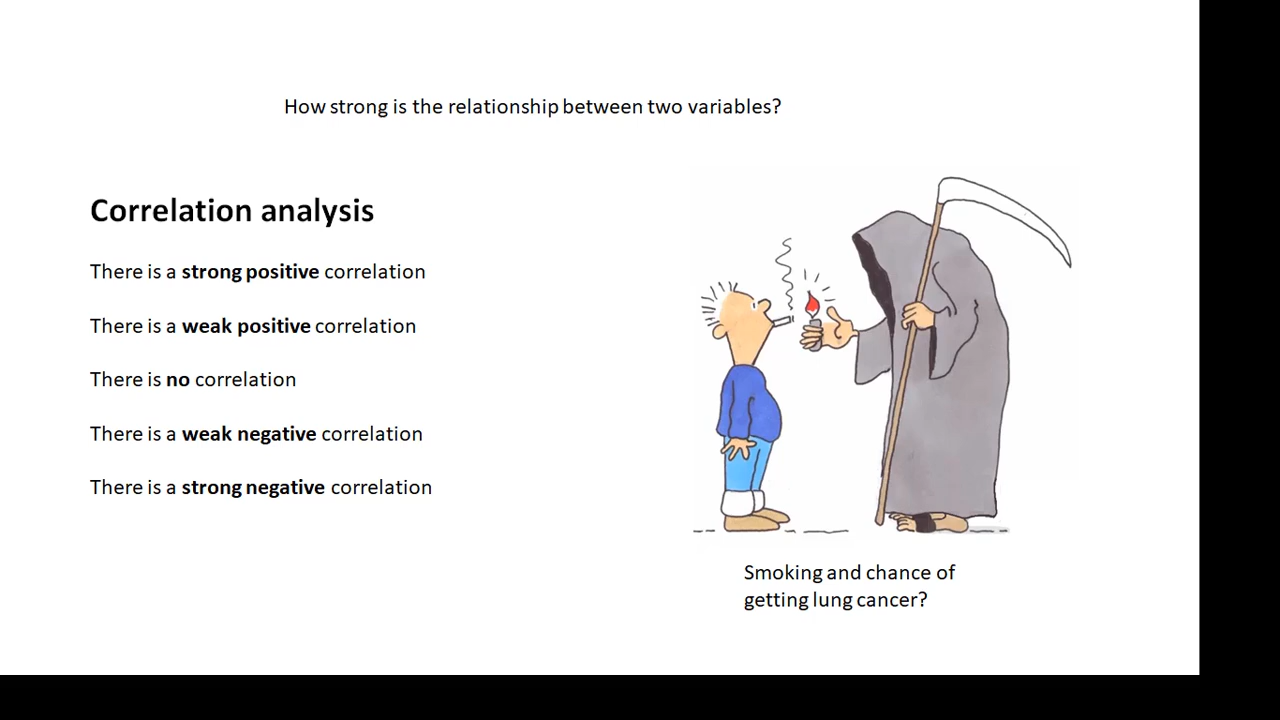 How strong is the relationship between two variables?
Correlation analysis
There is a strong positive correlation
There is a weak positive correlation
There is no correlation
There is a weak negative correlation
There is a strong negative correlation
Smoking and chance of
getting lung cancer?